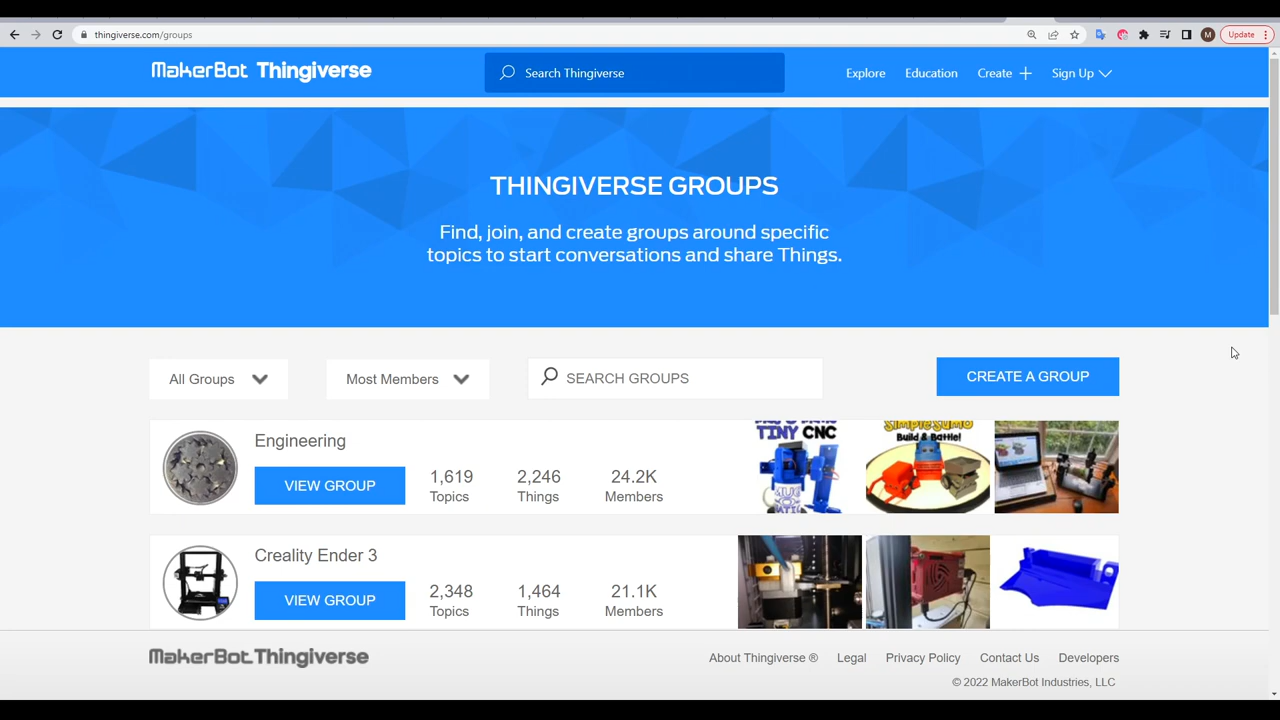 thingiverse.com/groups
M
Update
MakerBot Thingiverse
Search Thingiverse
Explore
Education
Create
Sign Up
THINGIVERSE GROUPS
Find, join, and create groups around specific
topics to start conversations and share Things.
All Groups
Most Members
SEARCH GROUPS
CREATE A GROUP
Engineering
VIEW GROUP
1,619
Topics
2,246
Things
24.2K
Members
TINY CNC
Build & Battle!
Creality Ender 3
VIEW GROUP
2,348
Topics
1,464
Things
21.1K
Members
MakerBot Thingiverse
About Thingiverse ®
Legal
Privacy Policy
Contact Us
Developers
© 2022 MakerBot Industries, LLC